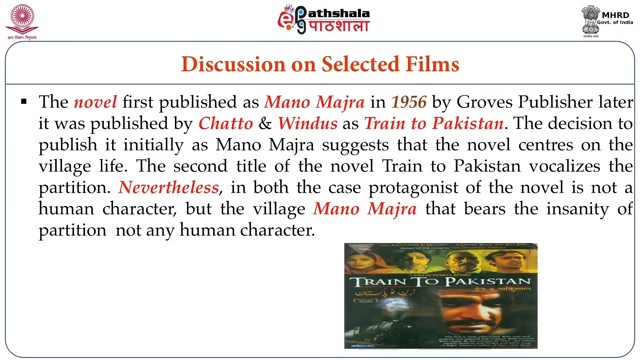 Pathshala
पाठशाला
MHRD
Govt. of India
Discussion on Selected Films
▪ The novel first published as Mano Majra in 1956 by Groves Publisher later
it was published by Chatto & Windus as Train to Pakistan. The decision to
publish it initially as Mano Majra suggests that the novel centres on the
village life. The second title of the novel Train to Pakistan vocalizes the
partition. Nevertheless, in both the case protagonist of the novel is not a
human character, but the village Mano Majra that bears the insanity of
partition not any human character.
TRAIN TO PAKISTAN